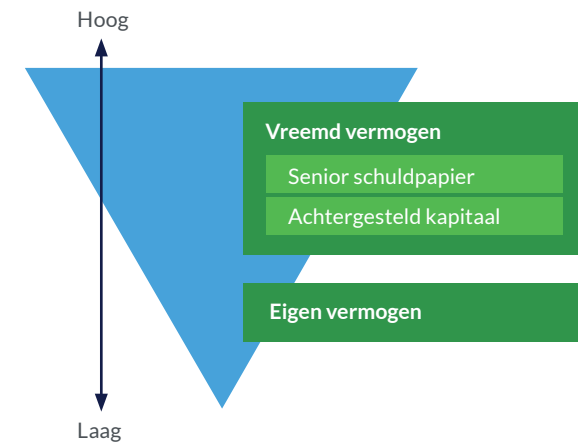 Hoog
Vreemd vermogen
Senior schuldpapier
Achtergesteld kapitaal
Eigen vermogen
Laag